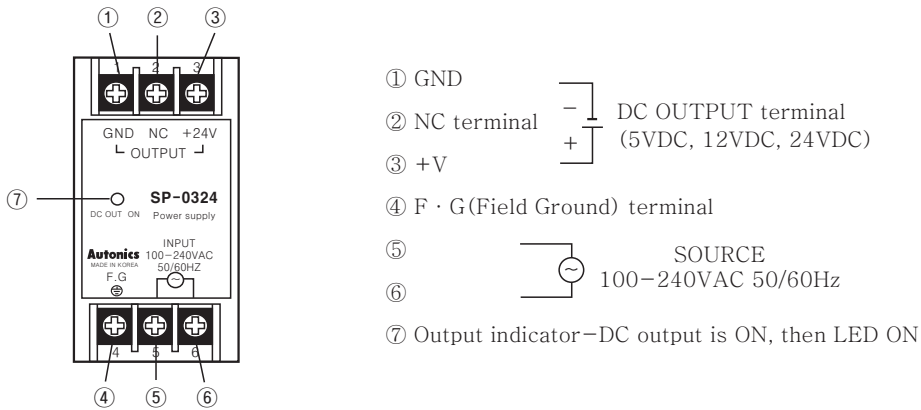 ① ② ③
1 2 3
GND NC +24V
OUTPUT
⑦
DC OUT ON
SP-0324
Power supply
Autonics
MADE IN KOREA
INPUT
100-240VAC
50/60HZ
F.G
4 5 6
④ ⑤ ⑥
① GND
② NC terminal
③ +V
− +
DC OUTPUT terminal
(5VDC, 12VDC, 24VDC)
④ F · G(Field Ground) terminal
⑤
⑥
SOURCE
100-240VAC 50/60Hz
⑦ Output indicator-DC output is ON, then LED ON